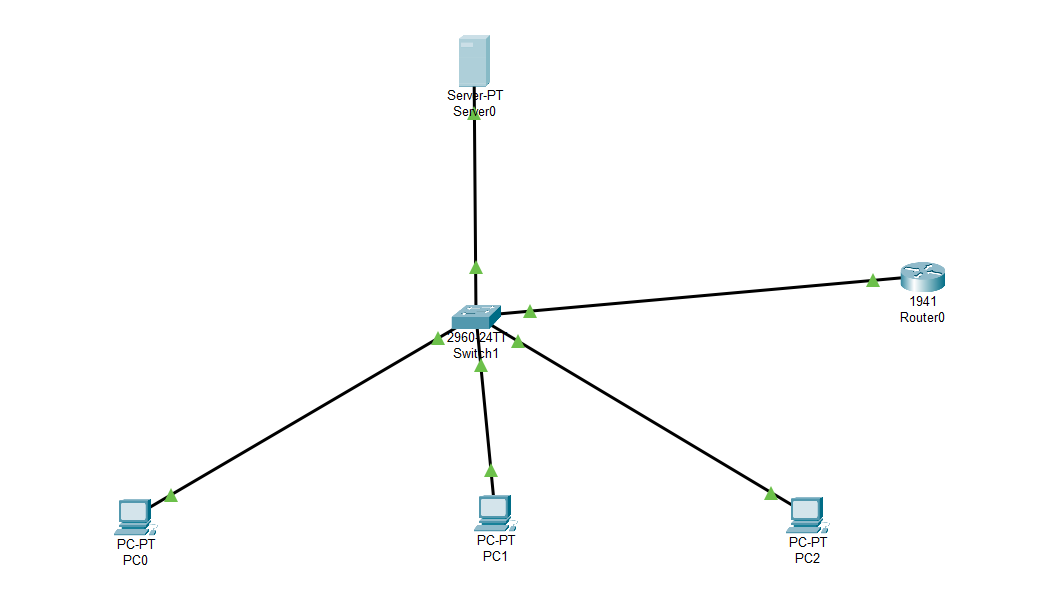 Server-PT
Server0
1941
Router0
2960-24TT
Switch1
PC-PT
PC0
PC-PT
PC1
PC-PT
PC2